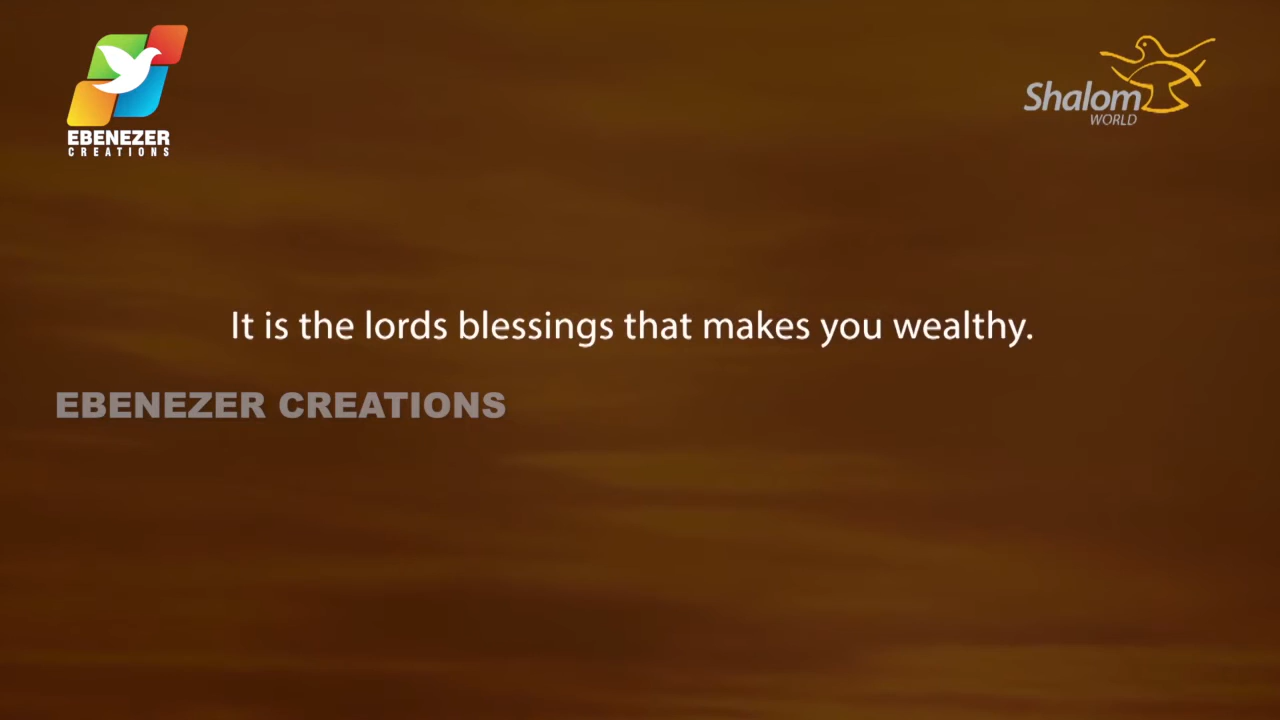 EBENEZER
CREATIONS
Shalom
WORLD
It is the lords blessings that makes you wealthy.
EBENEZER CREATIONS